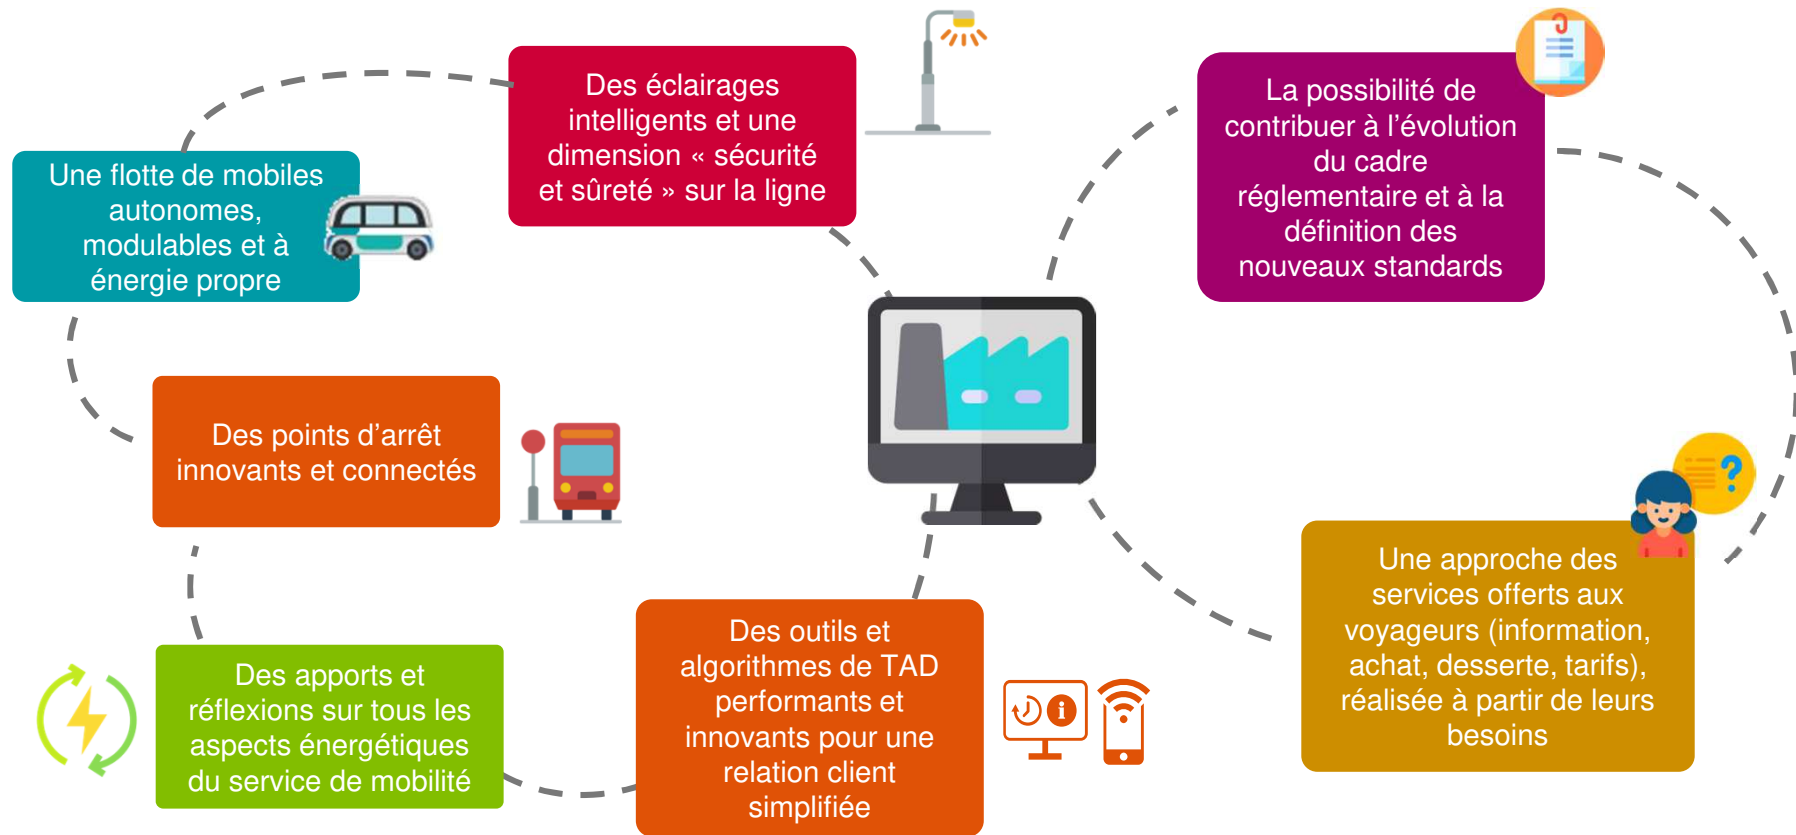 Des éclairages
intelligents et une
dimension « sécurité
et sûreté » sur la ligne
Une flotte de mobiles
autonomes,
modulables et à
énergie propre
Des points d’arrêt
innovants et connectés
Des apports et
réflexions sur tous les
aspects énergétiques
du service de mobilité
Des outils et
algorithmes de TAD
performants et
innovants pour une
relation client
simplifiée
La possibilité de
contribuer à l’évolution
du cadre
réglementaire et à la
définition des
nouveaux standards
Une approche des
services offerts aux
voyageurs (information,
achat, desserte, tarifs),
réalisée à partir de leurs
besoins